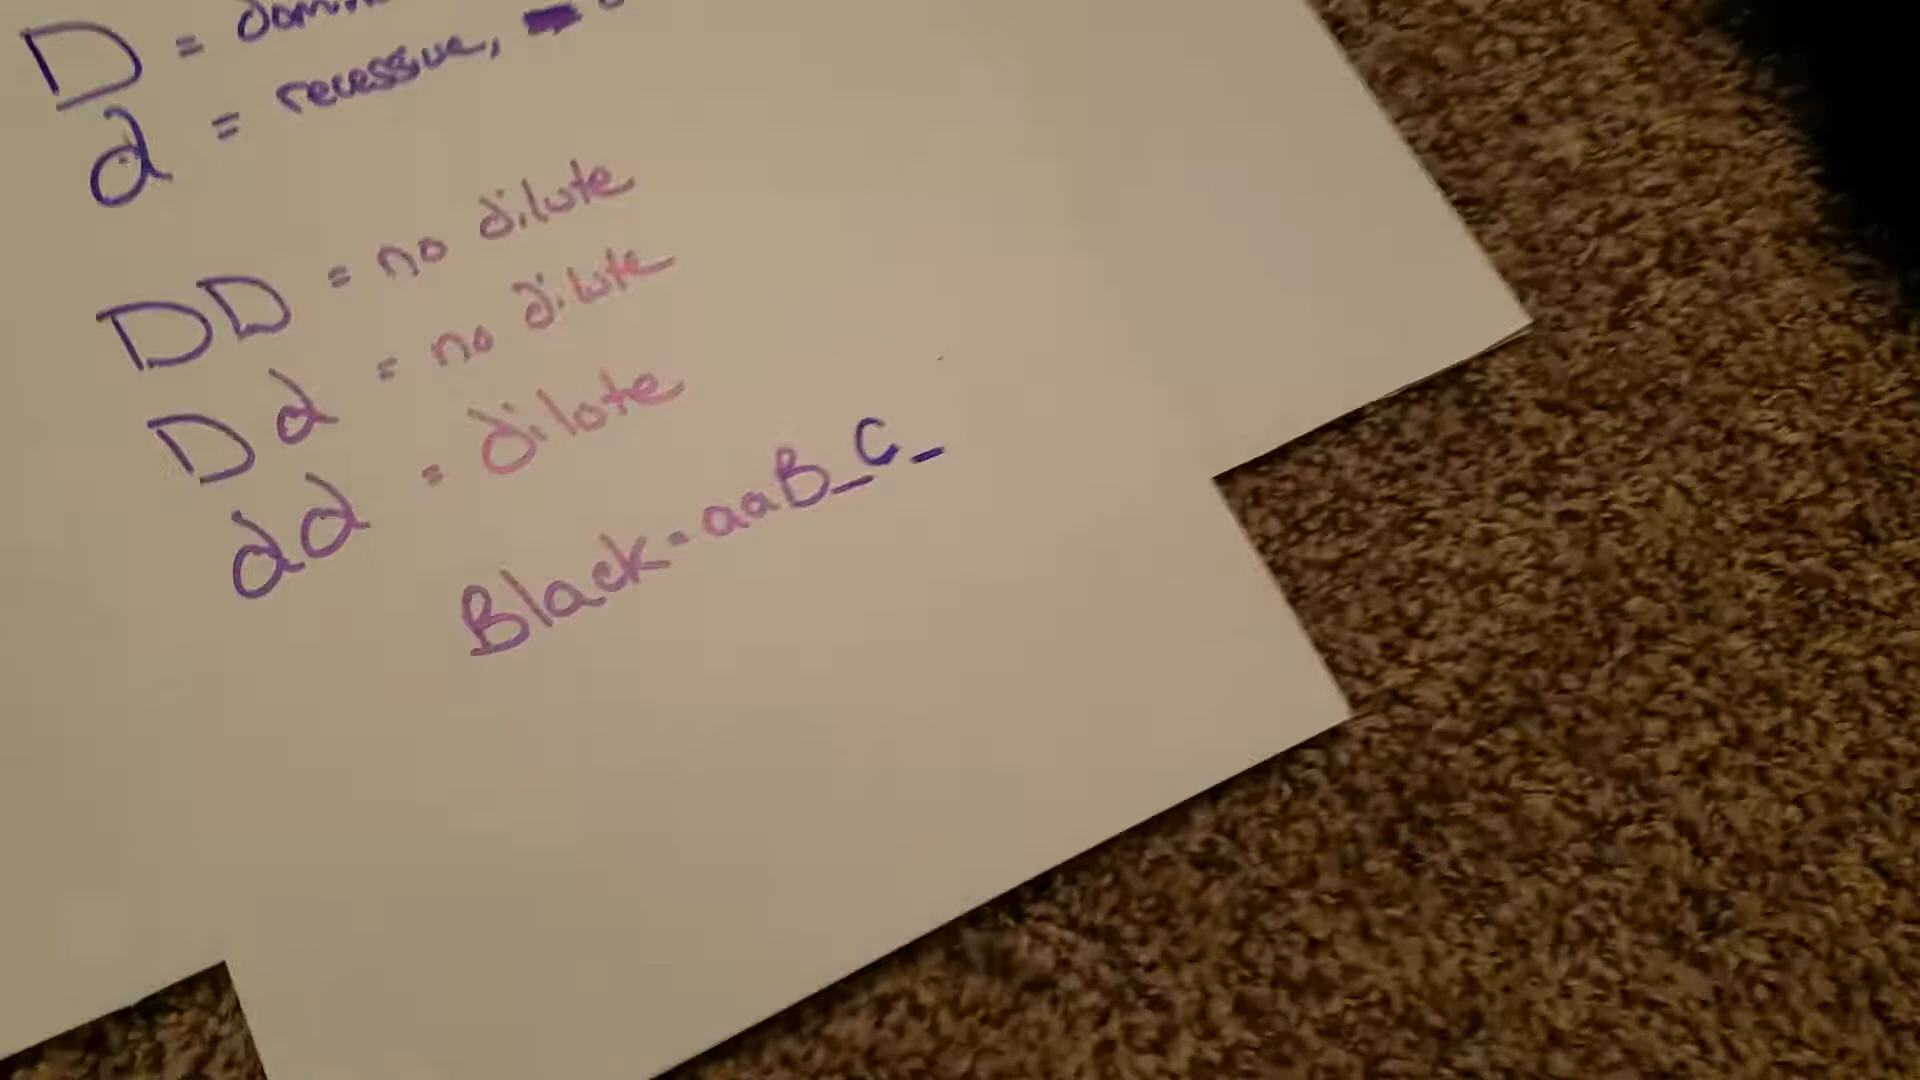 D =
d = recessive,
DD = no dilute
Dd = no dilute
dd = dilute
Black = aaB_C_